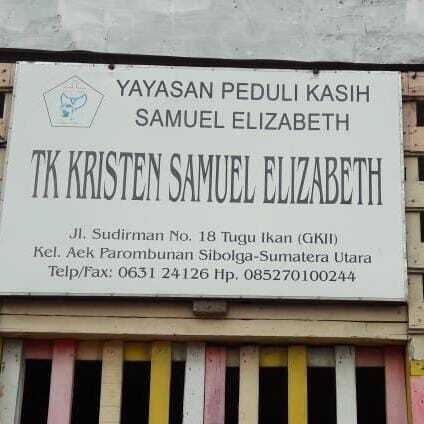 YAYASAN PEDULI KASIH
SAMUEL ELIZABETH
TK KRISTEN SAMUEL ELIZABETH
Jl. Sudirman No. 18 Tugu Ikan (GKII)
Kel. Aek Parombunan Sibolga-Sumatera Utara
Telp/Fax: 0631 24126 Hp. 085270100244